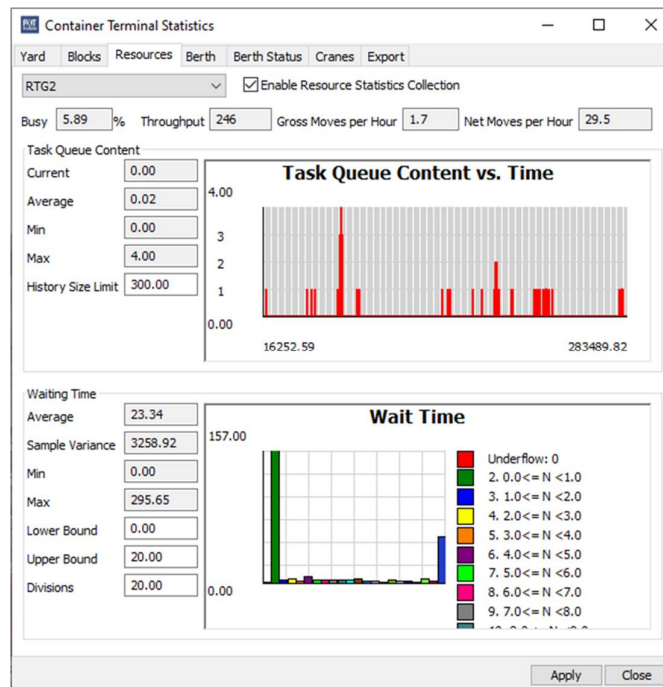 Container Terminal Statistics
Yard Blocks Resources Berth Berth Status Cranes Export
RTG2 Enable Resource Statistics Collection
Busy 5.89 % Throughput 246 Gross Moves per Hour 1.7 Net Moves per Hour 29.5
Task Queue Content
Current 0.00
Average 0.02
Min 0.00
Max 4.00
History Size Limit 300.00
Task Queue Content vs. Time
4.00
3
2
1
0.00
16252.59 283489.82
Waiting Time
Average 23.34
Sample Variance 3258.92
Min 0.00
Max 295.65
Lower Bound 0.00
Upper Bound 20.00
Divisions 20.00
Wait Time
157.00
0.00
Underflow: 0
2. 0.0<= N <1.0
3. 1.0<= N <2.0
4. 2.0<= N <3.0
5. 3.0<= N <4.0
6. 4.0<= N <5.0
7. 5.0<= N <6.0
8. 6.0<= N <7.0
9. 7.0<= N <8.0
Apply Close